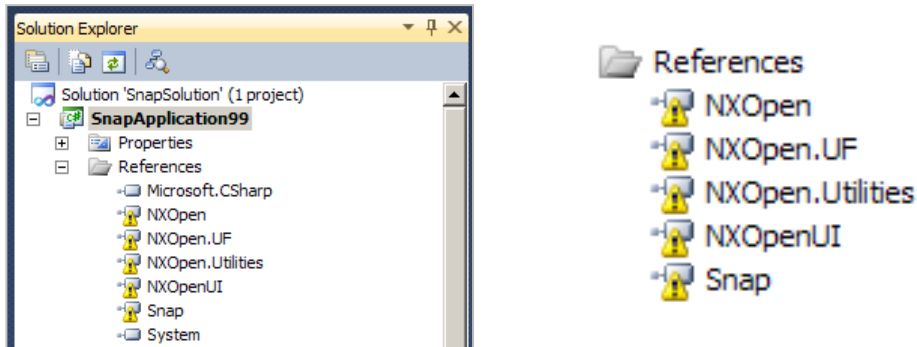 Solution Explorer
Solution 'SnapSolution' (1 project)
SnapApplication99
Properties
References
Microsoft.CSharp
NXOpen
NXOpen.UF
NXOpen.Utilities
NXOpenUI
Snap
System
References
NXOpen
NXOpen.UF
NXOpen.Utilities
NXOpenUI
Snap